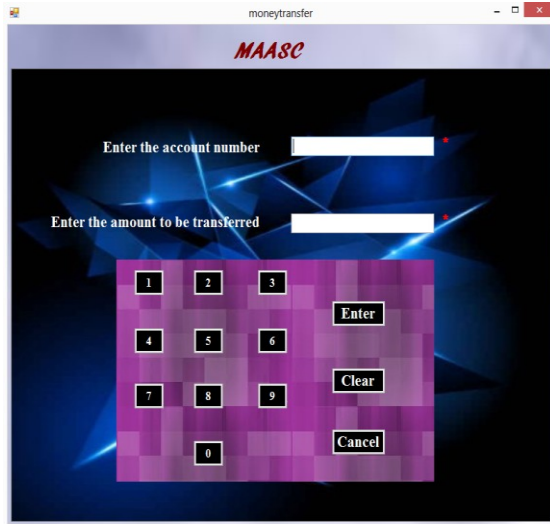 moneytransfer
MAASC
Enter the account number *
Enter the amount to be transferred *
1 2 3
Enter
4 5 6
Clear
7 8 9
Cancel
0